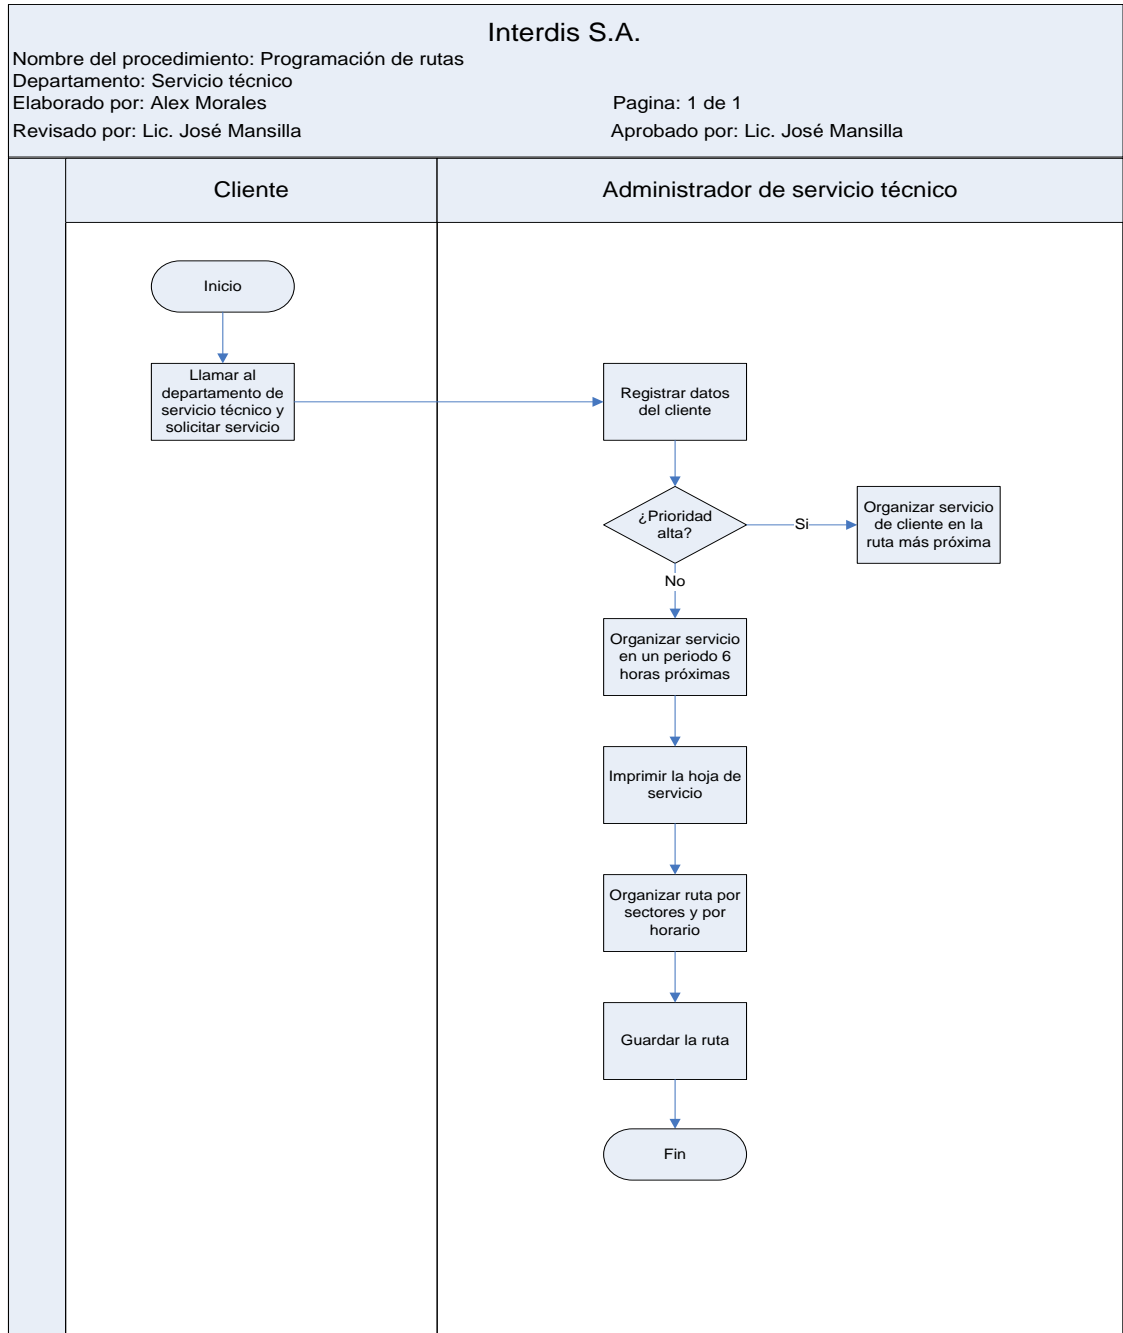 Interdis S.A.
Nombre del procedimiento: Programación de rutas
Departamento: Servicio técnico
Elaborado por: Alex Morales
Pagina: 1 de 1
Revisado por: Lic. José Mansilla
Aprobado por: Lic. José Mansilla
Cliente
Administrador de servicio técnico
Inicio
Llamar al
departamento de
servicio técnico y
solicitar servicio
Registrar datos
del cliente
¿Prioridad
alta?
Si
Organizar servicio
de cliente en la
ruta más próxima
No
Organizar servicio
en un periodo 6
horas próximas
Imprimir la hoja de
servicio
Organizar ruta por
sectores y por
horario
Guardar la ruta
Fin